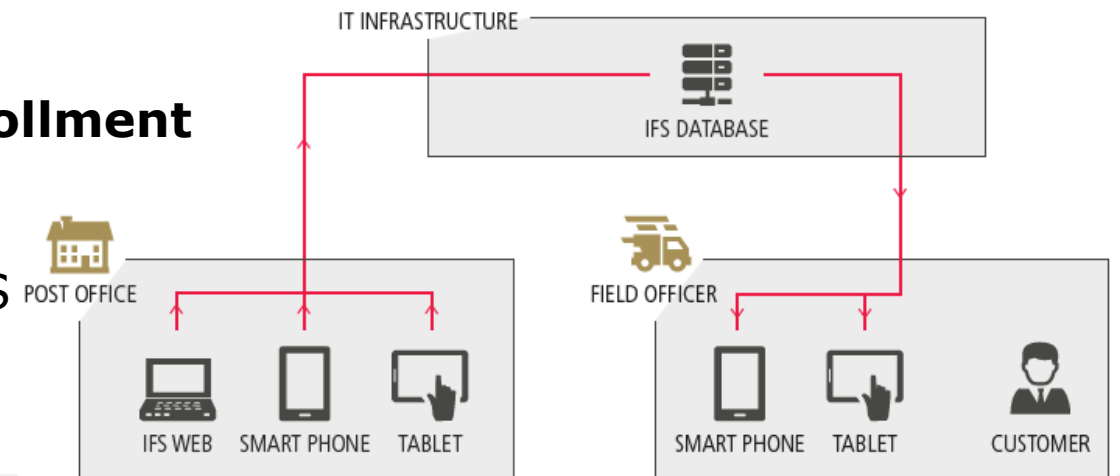 IT INFRASTRUCTURE
IFS DATABASE
ollment
S
POST OFFICE
FIELD OFFICER
IFS WEB
SMART PHONE
TABLET
SMART PHONE
TABLET
CUSTOMER